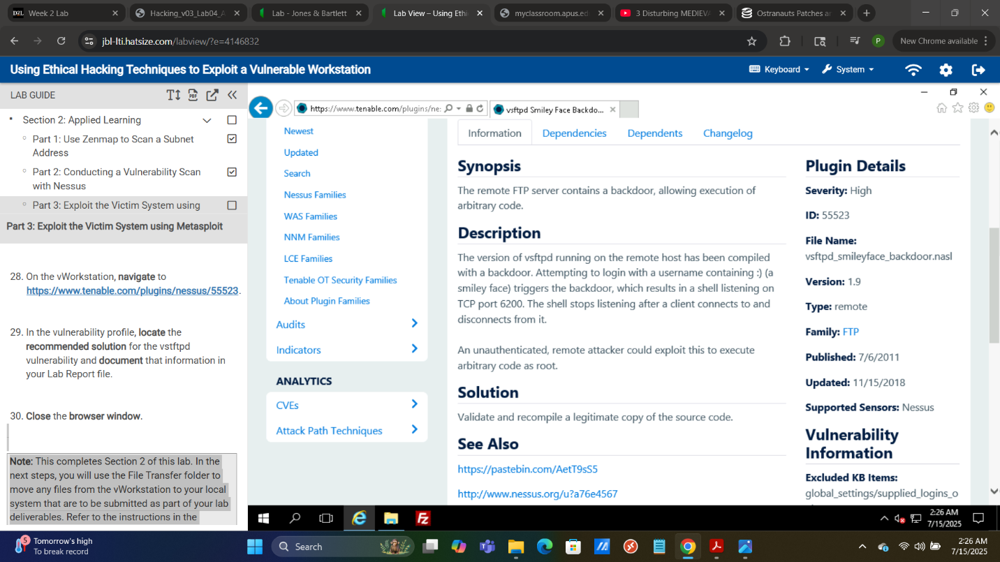 Week 2 Lab
Hacking_v03_Lab04_A
Lab - Jones & Bartlett
Lab View – Using Ethi
myclassroom.apus.ed
3 Disturbing MEDIEVA
Ostranauts Patches a
jbl-lti.hatsize.com/labview/?e=4146832
P
New Chrome available
Using Ethical Hacking Techniques to Exploit a Vulnerable Workstation
Keyboard
System
LAB GUIDE
PDF
Section 2: Applied Learning
Part 1: Use Zenmap to Scan a Subnet
Address
Part 2: Conducting a Vulnerability Scan
with Nessus
Part 3: Exploit the Victim System using
Part 3: Exploit the Victim System using Metasploit
28. On the vWorkstation, navigate to
https://www.tenable.com/plugins/nessus/55523.
29. In the vulnerability profile, locate the
recommended solution for the vstftpd
vulnerability and document that information in
your Lab Report file.
30. Close the browser window.
Note: This completes Section 2 of this lab. In the
next steps, you will use the File Transfer folder to
move any files from the vWorkstation to your local
system that are to be submitted as part of your lab
deliverables. Refer to the instructions in the
https://www.tenable.com/plugins/ne:
vsftpd Smiley Face Backdo...
Newest
Updated
Search
Nessus Families
WAS Families
NNM Families
LCE Families
Tenable OT Security Families
About Plugin Families
Audits
Indicators
ANALYTICS
CVEs
Attack Path Techniques
Information
Dependencies
Dependents
Changelog
Synopsis
The remote FTP server contains a backdoor, allowing execution of
arbitrary code.
Description
The version of vsftpd running on the remote host has been compiled
with a backdoor. Attempting to login with a username containing :) (a
smiley face) triggers the backdoor, which results in a shell listening on
TCP port 6200. The shell stops listening after a client connects to and
disconnects from it.
An unauthenticated, remote attacker could exploit this to execute
arbitrary code as root.
Solution
Validate and recompile a legitimate copy of the source code.
See Also
https://pastebin.com/AetT9sS5
http://www.nessus.org/u?a76e4567
Plugin Details
Severity: High
ID: 55523
File Name:
vsftpd_smileyface_backdoor.nasl
Version: 1.9
Type: remote
Family: FTP
Published: 7/6/2011
Updated: 11/15/2018
Supported Sensors: Nessus
Vulnerability
Information
Excluded KB Items:
global_settings/supplied_logins_o
2:26 AM
7/15/2025
5
Tomorrow's high
To break record
Search
2:26 AM
7/15/2025